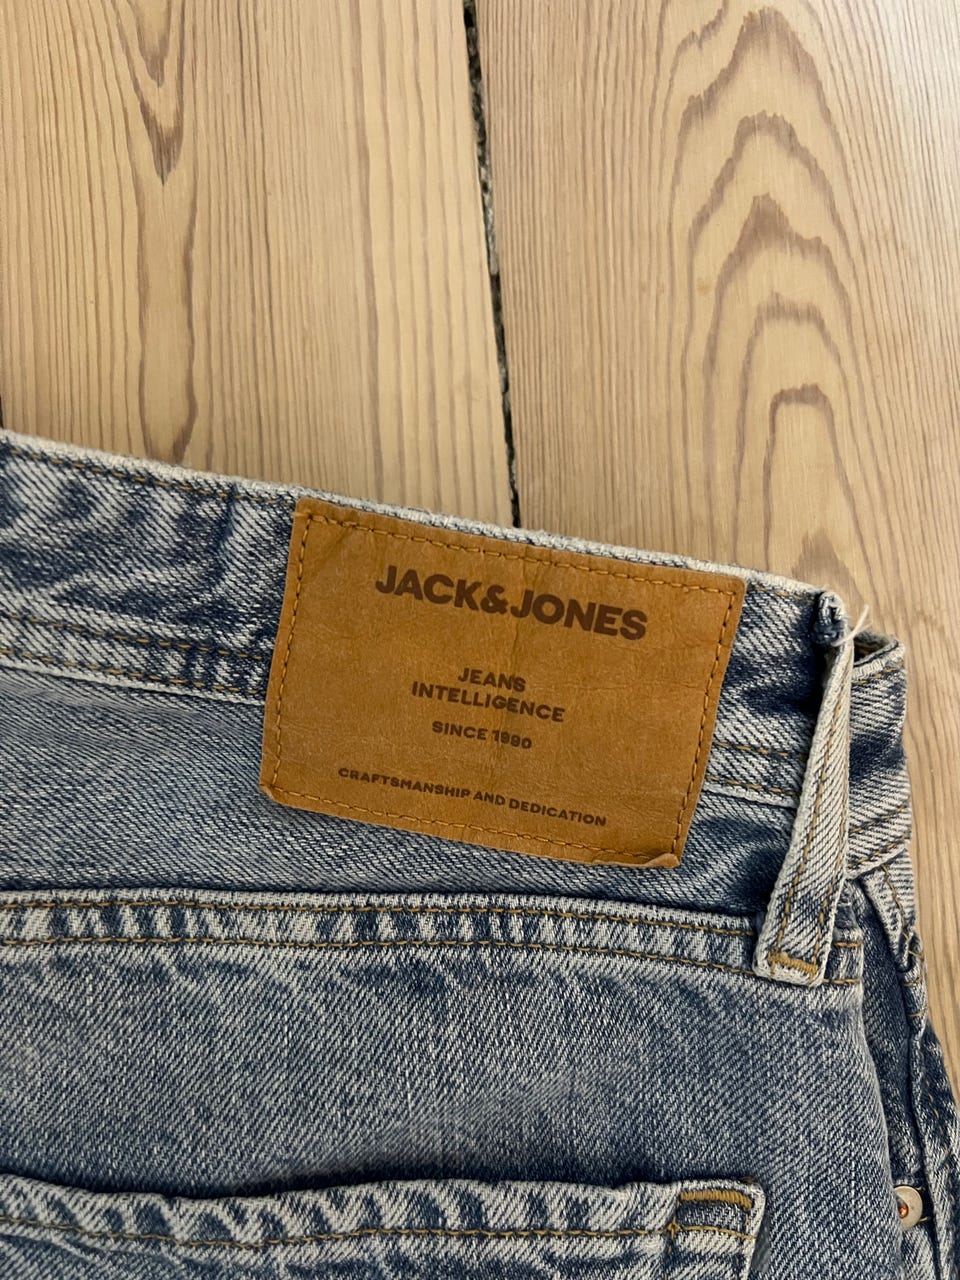 JACK&JONES
JEANS
INTELLIGENCE
SINCE 1990
CRAFTSMANSHIP AND DEDICATION